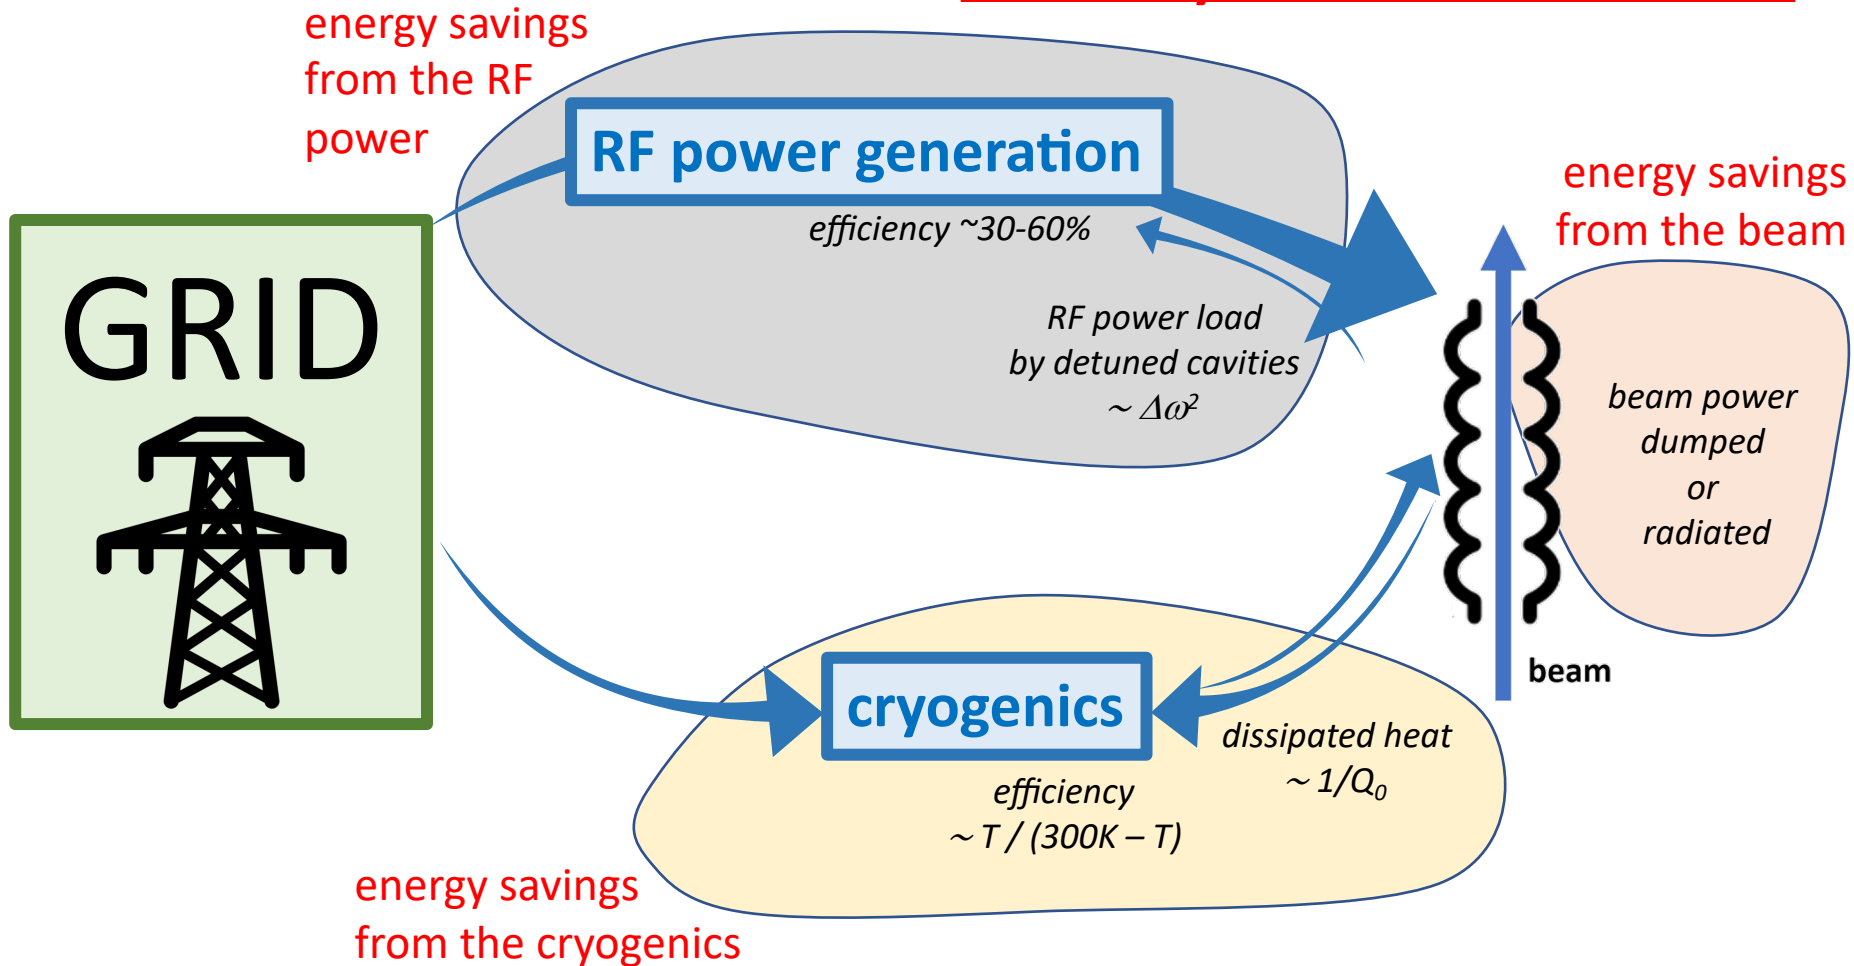 energy savings
from the RF
power
RF power generation
efficiency ~30-60%
RF power load
by detuned cavities
~ Δω²
GRID
energy savings
from the beam
beam power
dumped
or
radiated
beam
cryogenics
dissipated heat
~ 1/Q₀
efficiency
~ T / (300K – T)
energy savings
from the cryogenics